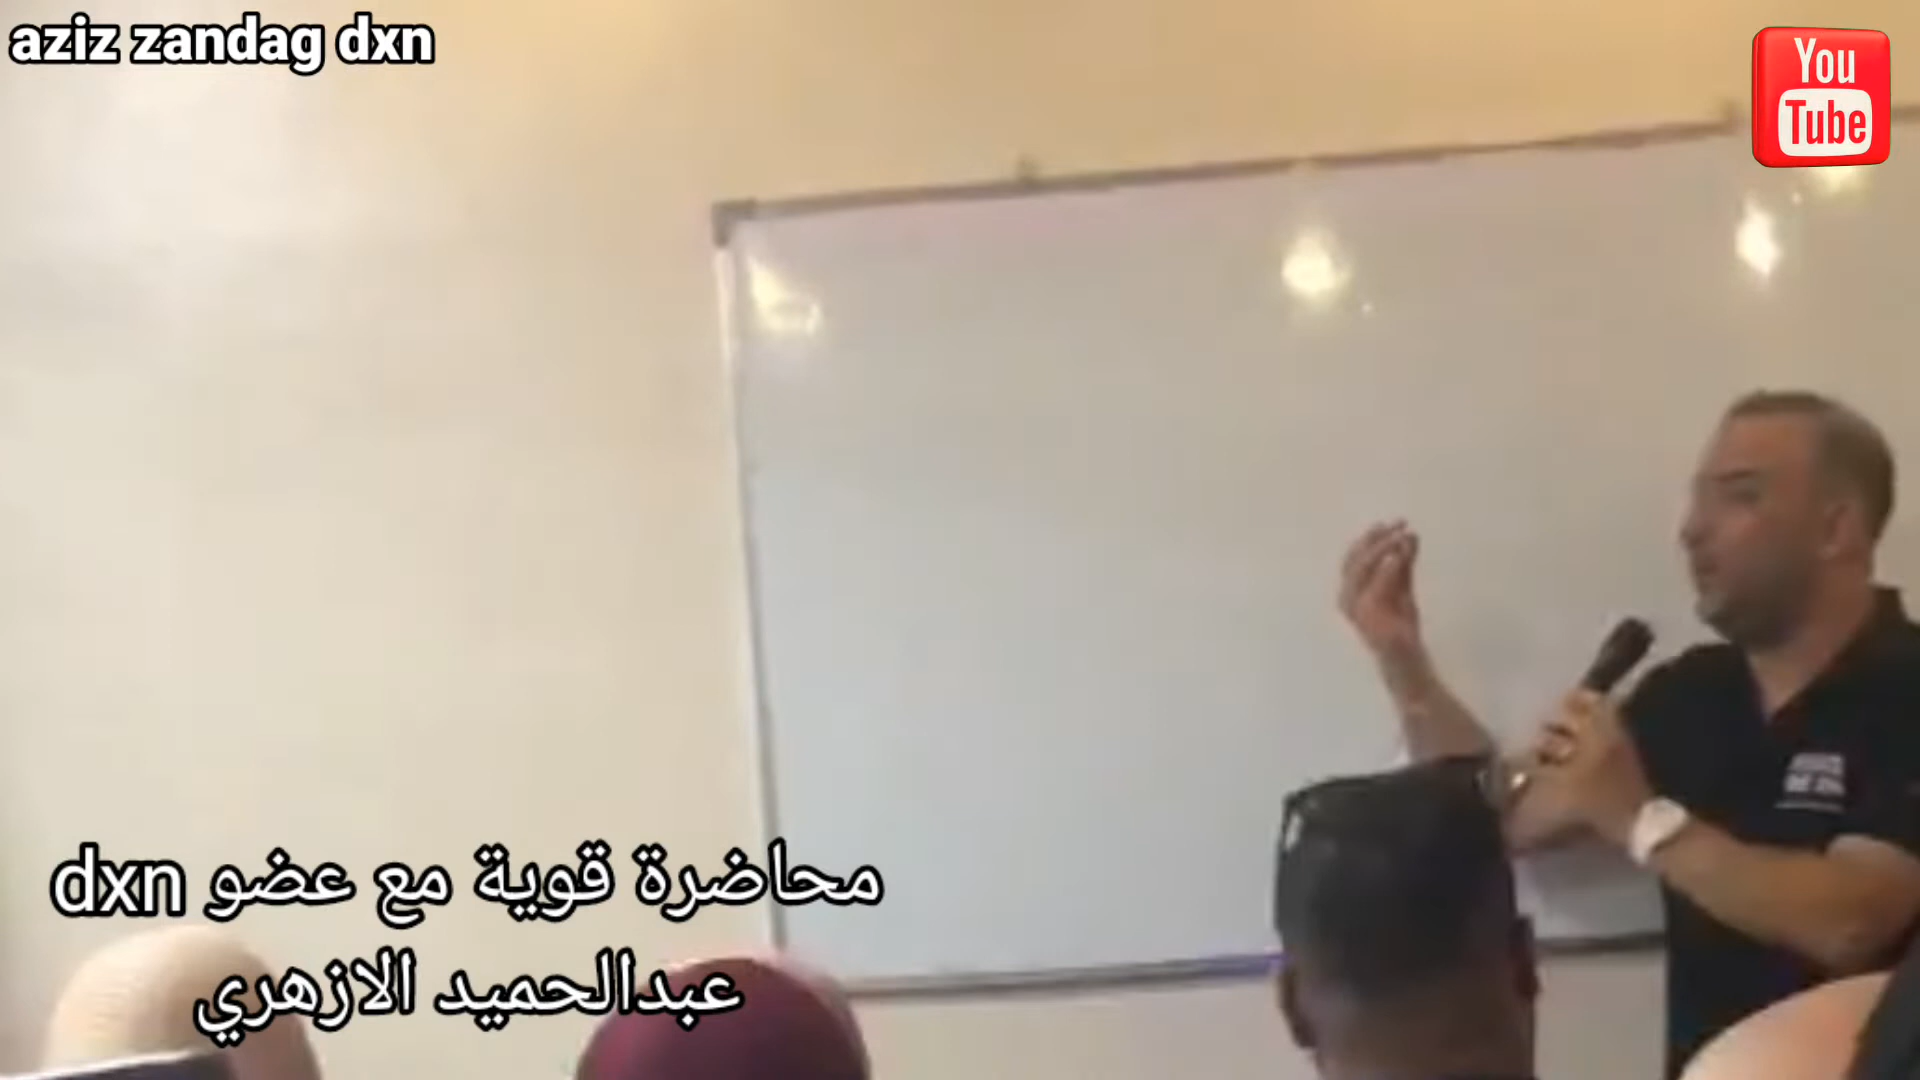 aziz zandag dxn
You
Tube
محاضرة قوية مع عضو dxn
عبدالحميد الازهري